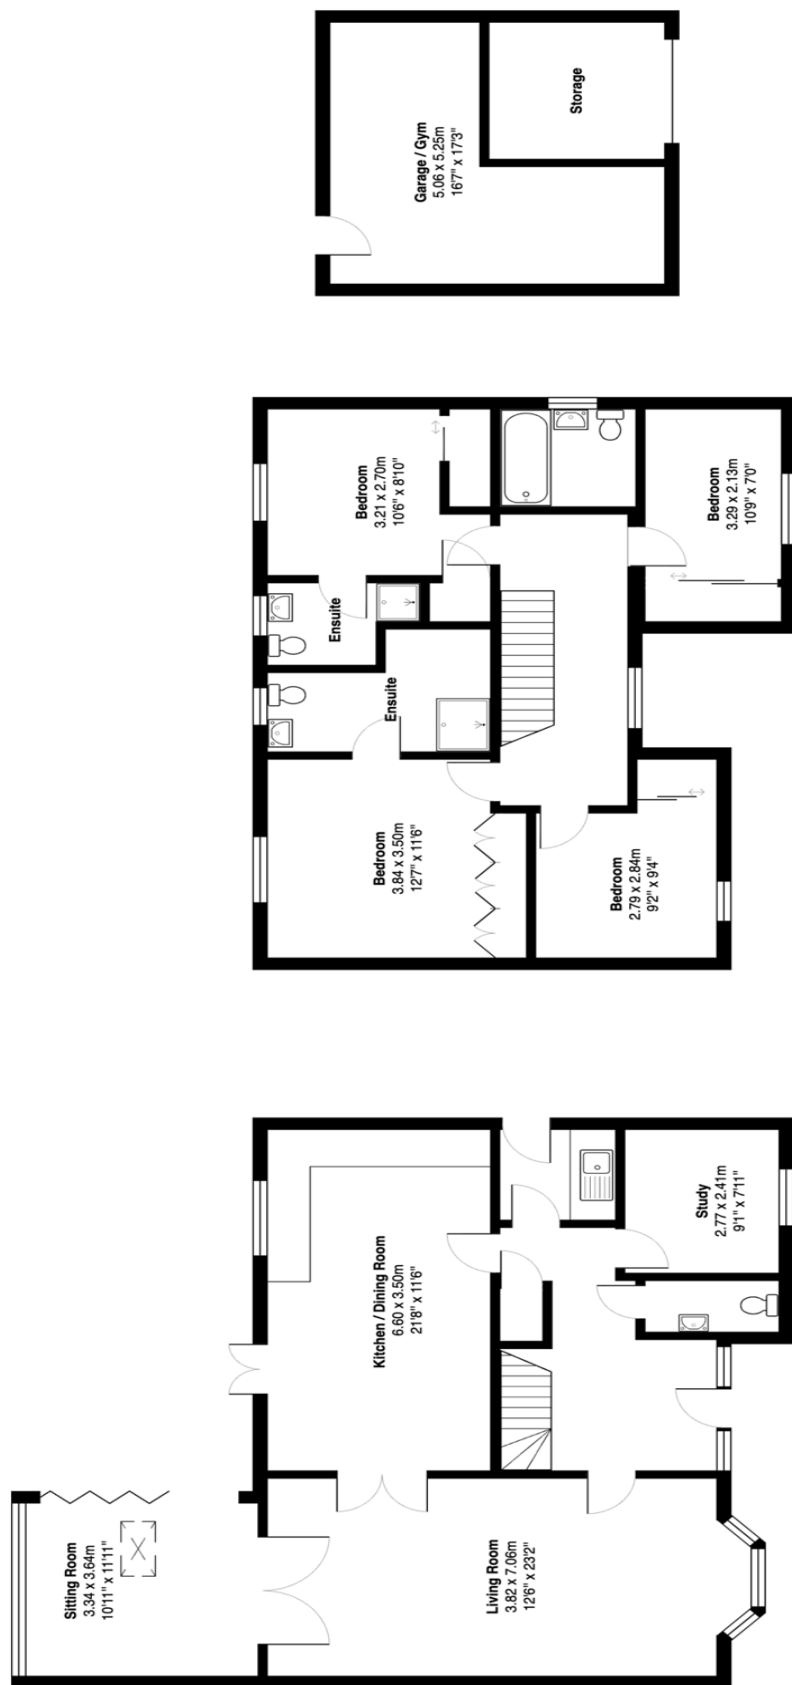 Storage
Garage / Gym
5.06 x 5.25m
16'7" x 17'3"
Bedroom
3.21 x 2.70m
10'6" x 8'10"
Bedroom
3.29 x 2.13m
10'9" x 7'0"
Ensuite
Ensuite
Bedroom
3.84 x 3.50m
12'7" x 11'6"
Bedroom
2.79 x 2.84m
9'2" x 9'4"
Kitchen / Dining Room
6.60 x 3.50m
21'8" x 11'6"
Study
2.77 x 2.41m
9'1" x 7'11"
Sitting Room
3.34 x 3.64m
10'11" x 11'11"
Living Room
3.82 x 7.06m
12'6" x 23'2"